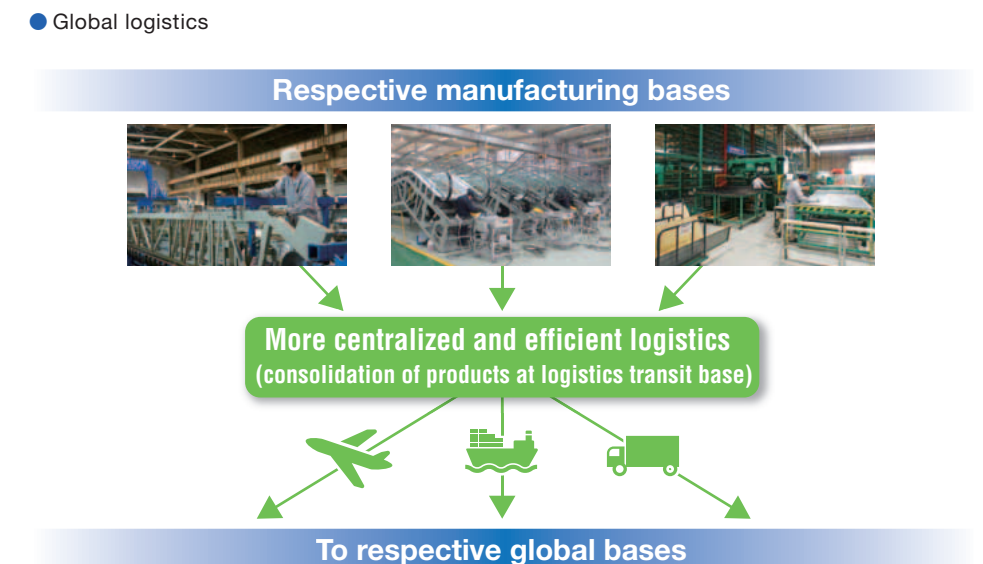 Global logistics
Respective manufacturing bases
More centralized and efficient logistics
(consolidation of products at logistics transit base)
To respective global bases